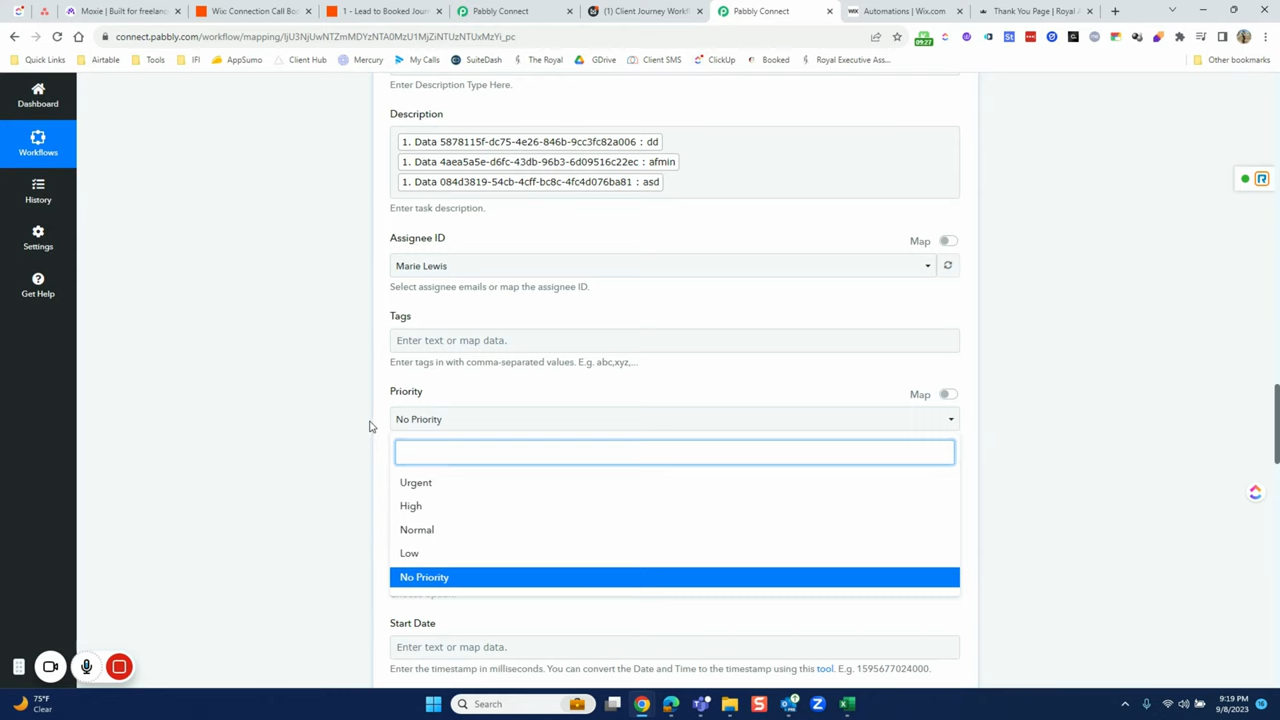 Moxie | Built for freelanc
Wix Connection Call Boa
1 - Lead to Booked Journ
Pabbly Connect
(1) Client Journey Workfl
Pabbly Connect
Automations | Wix.com
Thank You Page | Royal A
connect.pabbly.com/workflow/mapping/IjU3NjUwNTZmMDYzNTA0MzU1MjZiNTUzNTUxMzYi_pc
09:27
Quick Links
Airtable
Tools
IFI
AppSumo
Client Hub
Mercury
My Calls
SuiteDash
The Royal
GDrive
Client SMS
ClickUp
Booked
Royal Executive Ass...
Other bookmarks
Dashboard
Workflows
History
Settings
Get Help
Enter Description Type Here.
Description
1. Data 5878115f-dc75-4e26-846b-9cc3fc82a006 : dd
1. Data 4aea5a5e-d6fc-43db-96b3-6d09516c22ec : afmin
1. Data 084d3819-54cb-4cff-bc8c-4fc4d076ba81 : asd
Enter task description.
Assignee ID
Map
Marie Lewis
Select assignee emails or map the assignee ID.
Tags
Enter text or map data.
Enter tags in with comma-separated values. E.g. abc,xyz,...
Priority
Map
No Priority
Urgent
High
Normal
Low
No Priority
Start Date
Enter text or map data.
Enter the timestamp in milliseconds. You can convert the Date and Time to the timestamp using this tool. E.g. 1595677024000.
75°F
Clear
Search
9:19 PM
9/8/2023